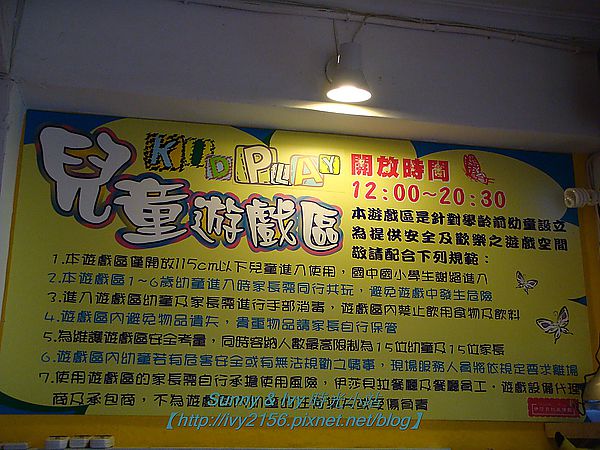 KID PLAY
兒童遊戲區
開放時間
12:00~20:30
本遊戲區是針對學齡前幼童設立
為提供安全及歡樂之遊戲空間
敬請配合下列規範：
1.本遊戲區僅開放115cm以下兒童進入使用，國中國小學生謝絕進入
2.本遊戲區1~6歲幼童進入時家長需同行共玩，避免遊戲中發生危險
3.進入遊戲區幼童及家長需進行手部消毒，遊戲區內禁止飲用食物及飲料
4.遊戲區內避免物品遺失，貴重物品請家長自行保管
5.為維護遊戲區安全考量，同時容納人數最高限制為15位幼童及15位家長
6.遊戲區內幼童若有危害安全或有無法規勸之情事，現場服務人員將依規定要求離場
7.使用遊戲區的家長需自行承擔使用風險，伊莎貝拉餐廳及餐廳員工、遊戲設備代理
商及承包商，不為遊戲區
負責
Sunny & Ivy
【http://ivy2156.pixnet.net/blog】